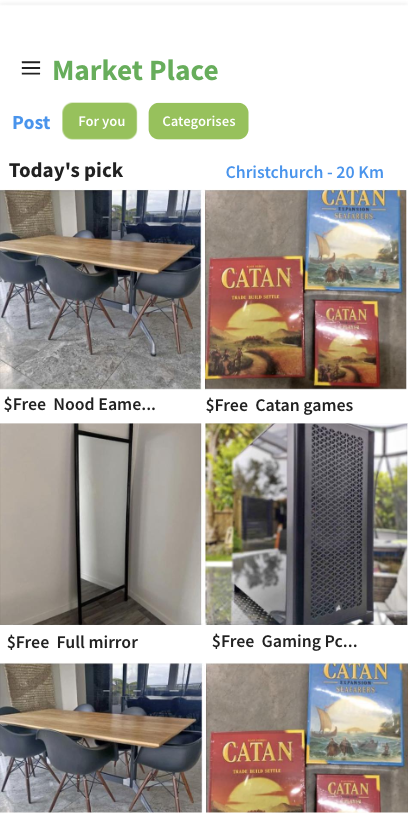 Market Place
Post For you Categorises
Today's pick Christchurch - 20 Km
CATAN
EXPANSION
SEAFARERS
CATAN
TRADE BUILD SETTLE
CATAN
$Free Nood Eame...
$Free Catan games
$Free Full mirror
$Free Gaming Pc...
CATAN
EXPANSION
SEAFARERS
CATAN
TRADE BUILD SETTLE
CATAN